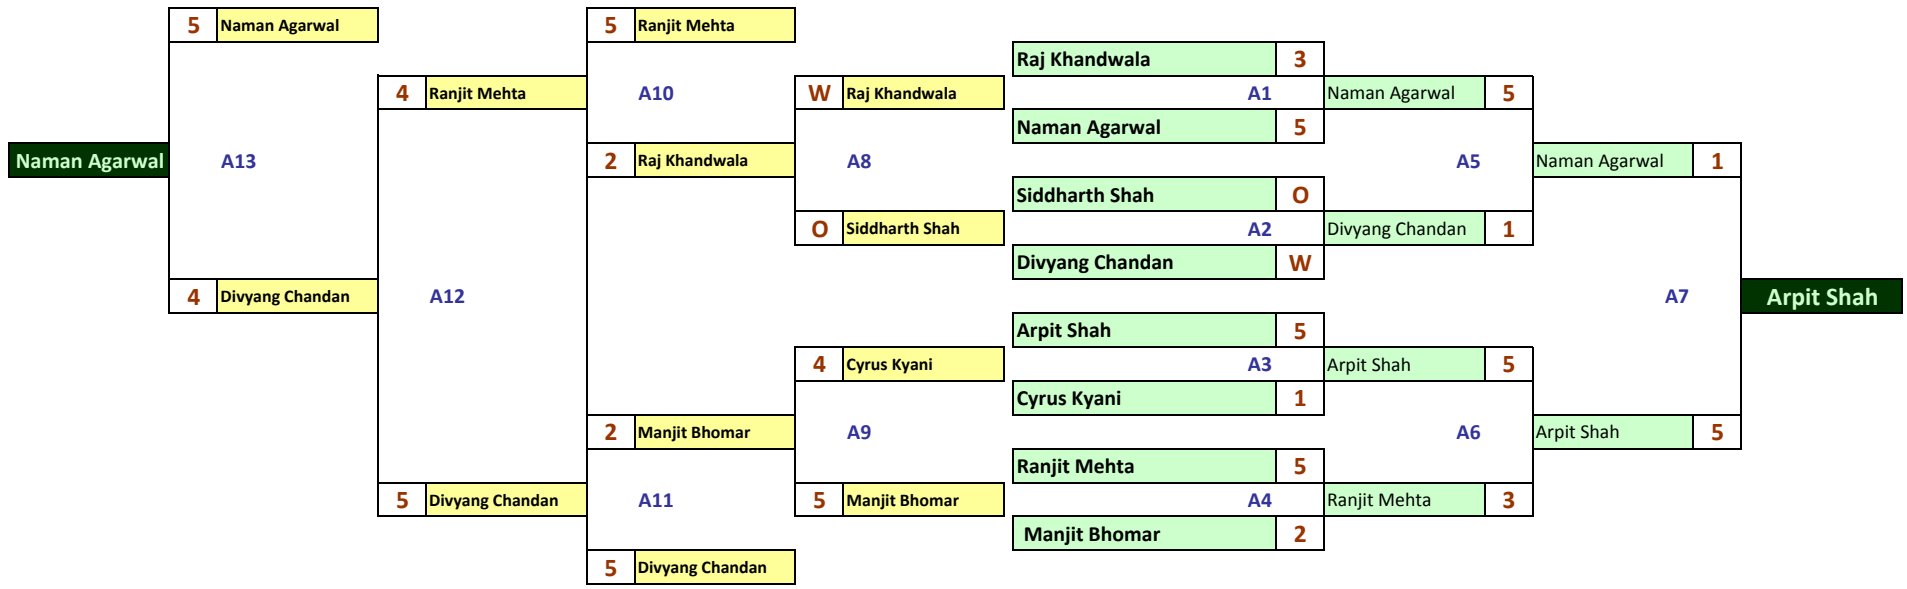 5 Naman Agarwal 5 Ranjit Mehta
Raj Khandwala 3
4 Ranjit Mehta A10 W Raj Khandwala A1 Naman Agarwal 5
Naman Agarwal 5
Naman Agarwal A13 2 Raj Khandwala A8 A5 Naman Agarwal 1
Siddharth Shah O
O Siddharth Shah A2 Divyang Chandan 1
Divyang Chandan W
4 Divyang Chandan A12 A7 Arpit Shah
Arpit Shah 5
4 Cyrus Kyani A3 Arpit Shah 5
Cyrus Kyani 1
2 Manjit Bhomar A9 A6 Arpit Shah 5
Ranjit Mehta 5
5 Divyang Chandan A11 5 Manjit Bhomar A4 Ranjit Mehta 3
Manjit Bhomar 2
5 Divyang Chandan